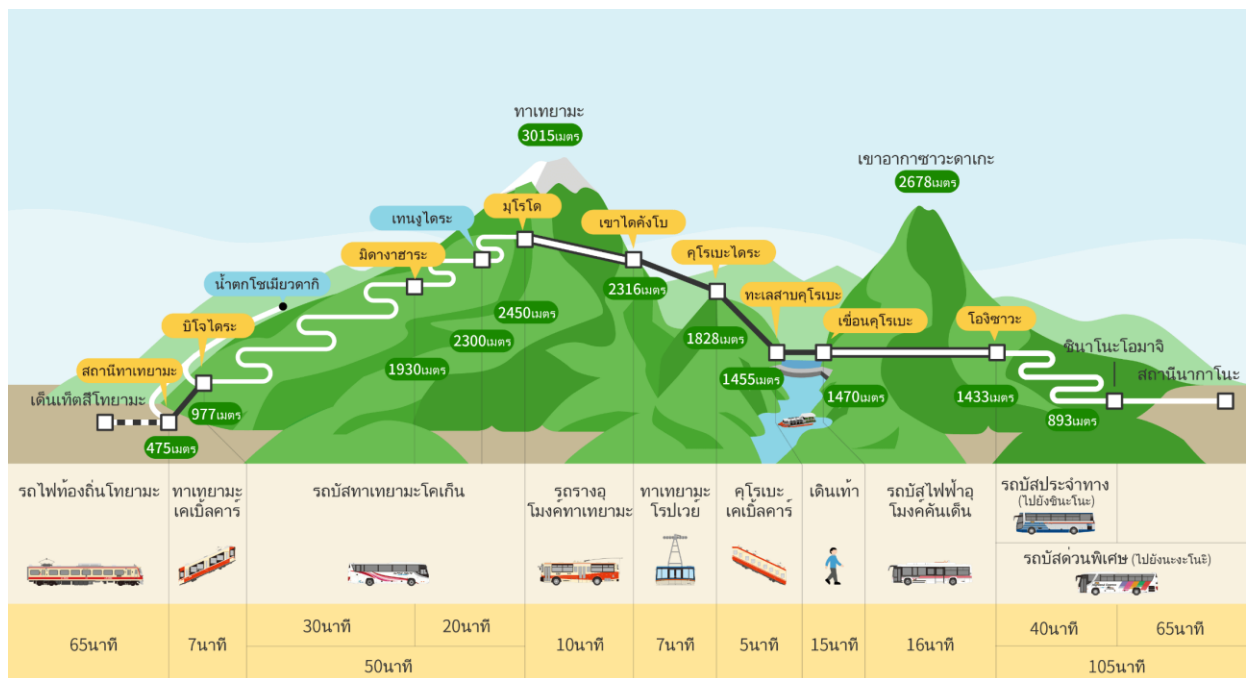 ทาเทยามะ
3015เมตร
เขาอากาซาวะดาเกะ
2678เมตร
มุโรโด
เทนงูไดระ
เขาไดคังโบ
มิดางาฮาระ
คุโรเบะไดระ
น้ำตกโชเมียวดากิ
2316เมตร
ทะเลสาบคุโรเบะ
2450เมตร
บิโจไดระ
เขื่อนคุโรเบะ
โองิซาวะ
2300เมตร
1828เมตร
ชินาโนะโอมาจิ
สถานีทาเทยามะ
1930เมตร
1455เมตร
สถานีนากาโนะ
เด็นเท็ตสึโทยามะ
977เมตร
1470เมตร
1433เมตร
893เมตร
475เมตร
รถไฟท้องถิ่นโทยามะ
ทาเทยามะ
เคเบิ้ลคาร์
รถบัสทาเทยามะโคเก็น
รถรางอุ
โมงค์ทาเทยามะ
ทาเทยามะ
โรปเวย์
คุโรเบะ
เคเบิ้ลคาร์
เดินเท้า
รถบัสไฟฟ้าอุ
โมงค์คันเด็น
รถบัสประจำทาง
(ไปยังชินะโนะ)
รถบัสด่วนพิเศษ (ไปยังนะงะโนะ)
65นาที
7นาที
30นาที
20นาที
50นาที
10นาที
7นาที
5นาที
15นาที
16นาที
40นาที
65นาที
105นาที